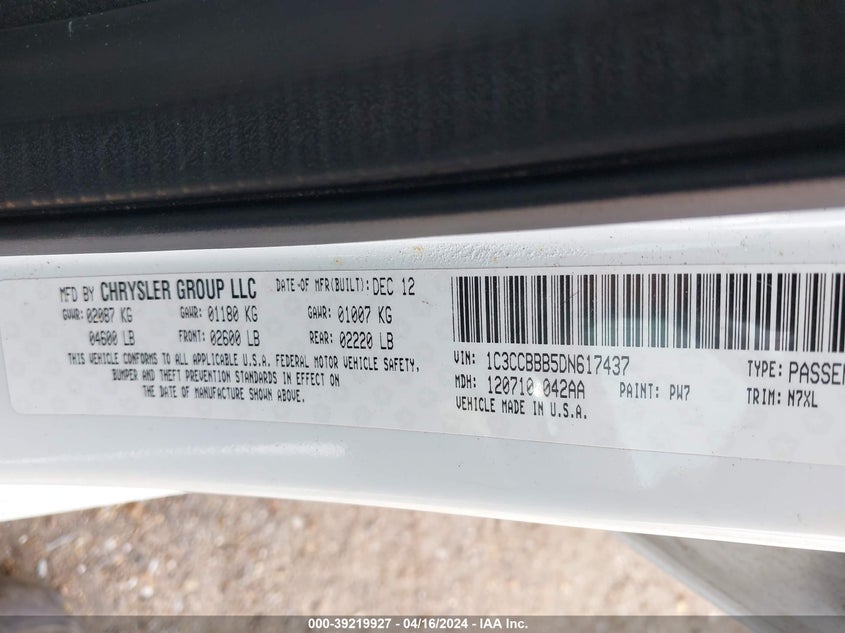 MFD BY CHRYSLER GROUP LLC DATE-OF MFR(BUILT): DEC 12
GVWR: 02087 KG GAWR: 01180 KG GAWR: 01007 KG
04600 LB FRONT: 02600 LB REAR: 02220 LB
THIS VEHICLE CONFORMS TO ALL APPLICABLE U.S.A. FEDERAL MOTOR VEHICLE SAFETY,
BUMPER AND THEFT PREVENTION STANDARDS IN EFFECT ON
THE DATE OF MANUFACTURE SHOWN ABOVE.
VIN: 1C3CCBBB5DN617437 TYPE: PASSEN
MDH: 120710 042AA PAINT: PW7 TRIM: N7XL
VEHICLE MADE IN U.S.A.
000-39219927 - 04/16/2024 - IAA Inc.